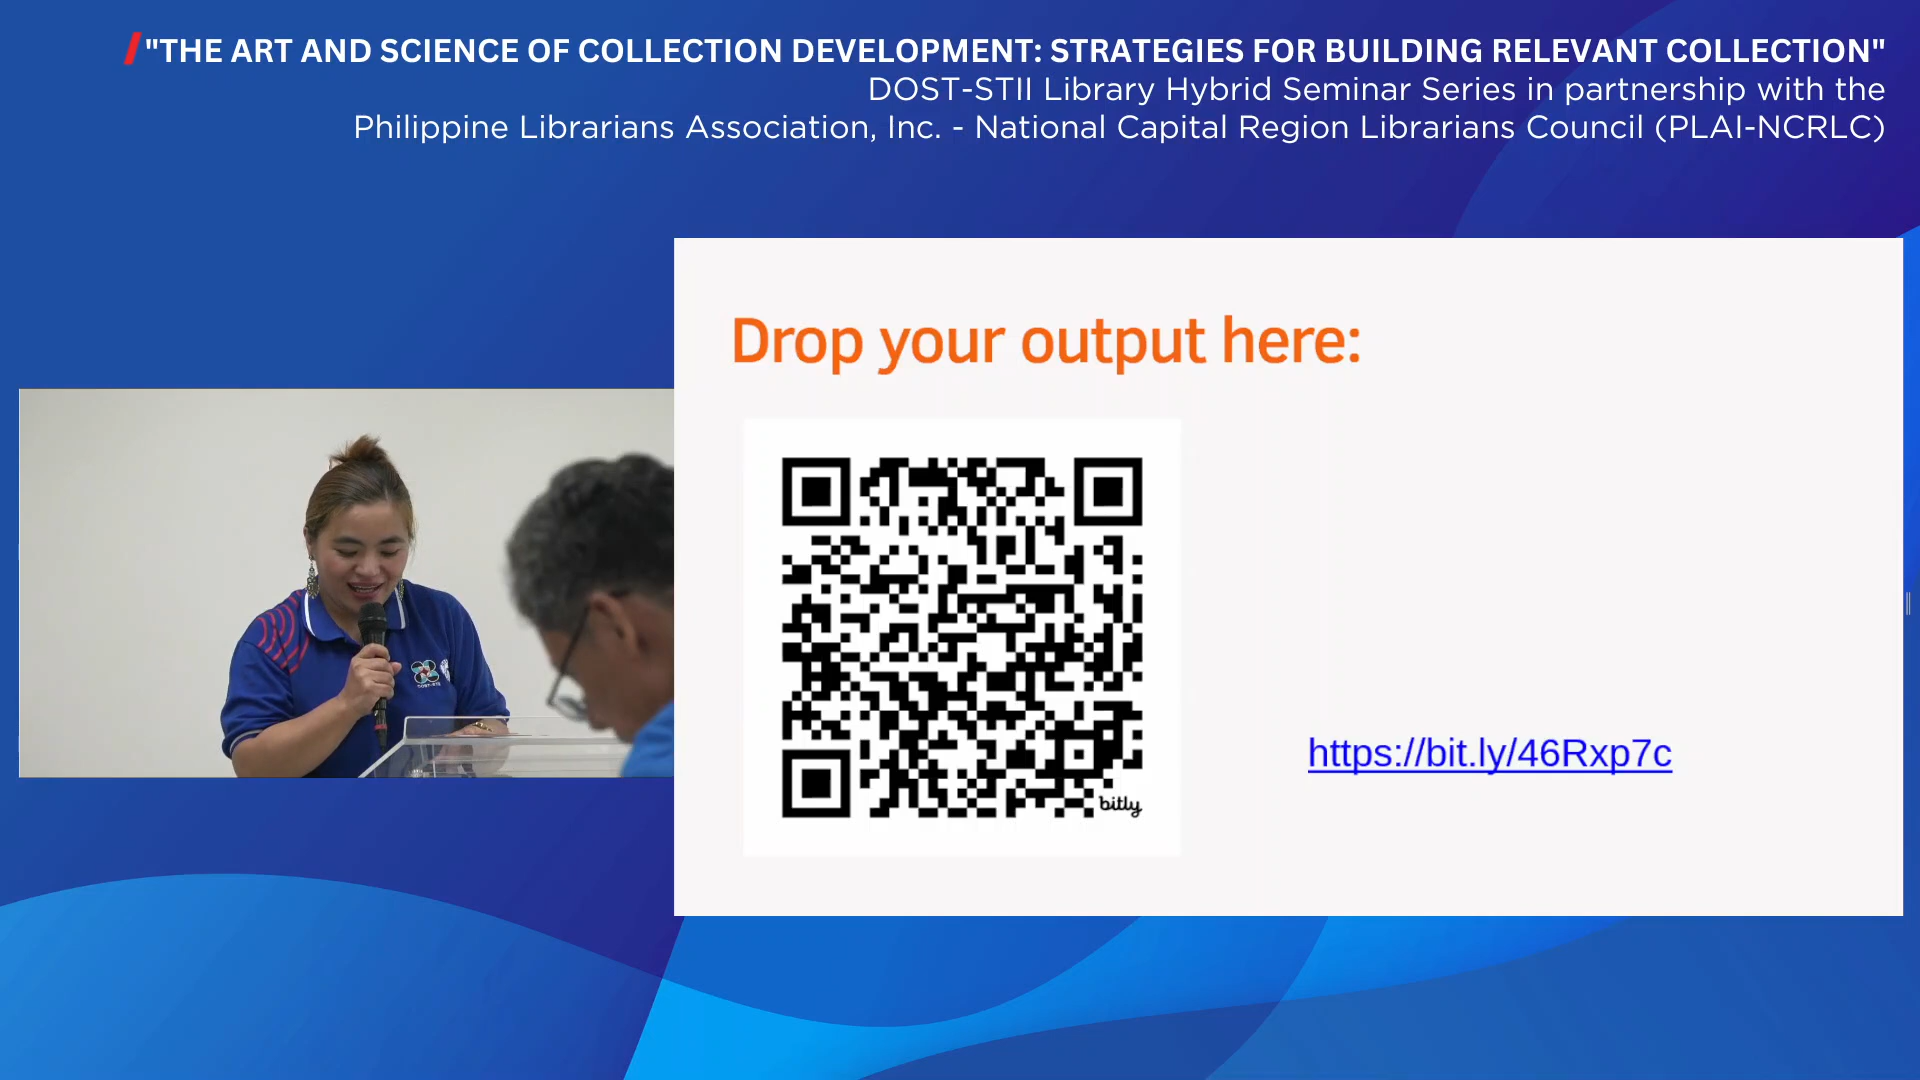 "THE ART AND SCIENCE OF COLLECTION DEVELOPMENT: STRATEGIES FOR BUILDING RELEVANT COLLECTION"
DOST-STII Library Hybrid Seminar Series in partnership with the
Philippine Librarians Association, Inc. - National Capital Region Librarians Council (PLAI-NCRLC)
Drop your output here:
https://bit.ly/46Rxp7c
bitly